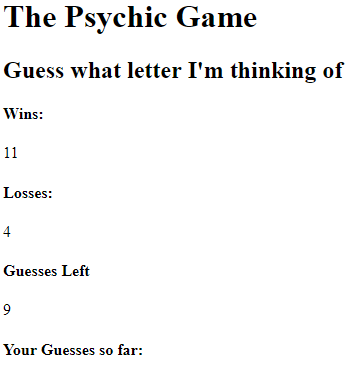 The Psychic Game
Guess what letter I'm thinking of
Wins:
11
Losses:
4
Guesses Left
9
Your Guesses so far: